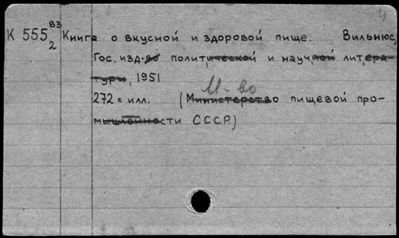 К 555 83/2 Книга о вкусной и здоровой пище. Вильнюс,
Гос. изд-во политической и научной литера-
туры, 1951
М-во
272 с илл. (Министерство пищевой про-
мышленности СССР)